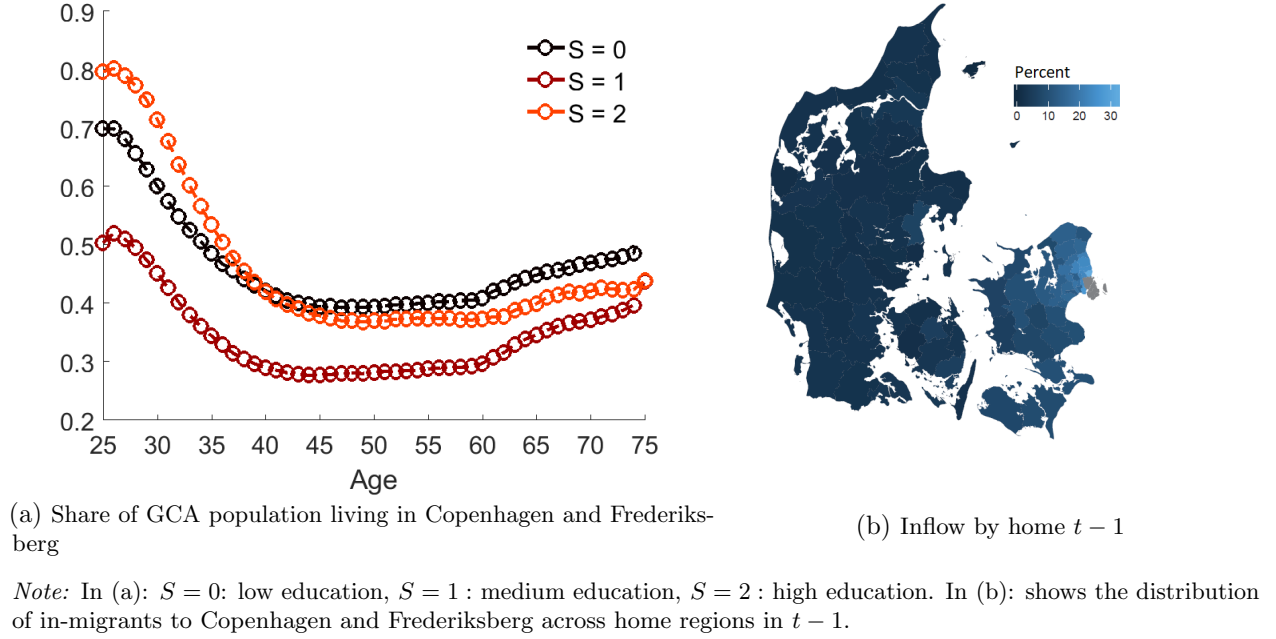 0.9
0.8
0.7
0.6
0.5
0.4
0.3
0.2
25 30 35 40 45 50 55 60 65 70 75
Age
S = 0
S = 1
S = 2
(a) Share of GCA population living in Copenhagen and Frederiks-
berg
Percent
0 10 20 30
(b) Inflow by home t − 1
Note: In (a): S = 0: low education, S = 1 : medium education, S = 2 : high education. In (b): shows the distribution
of in-migrants to Copenhagen and Frederiksberg across home regions in t − 1.